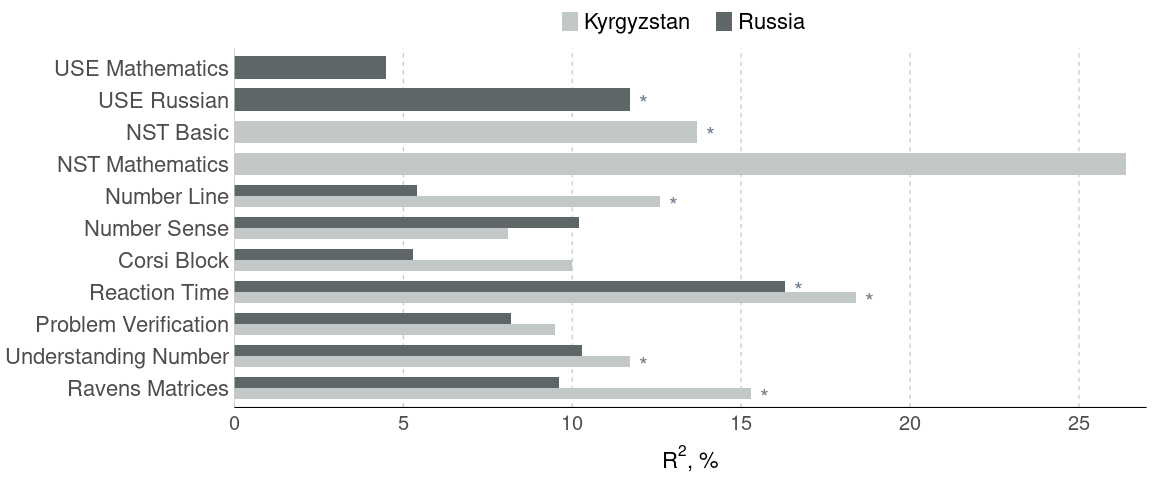 Kyrgyzstan Russia
USE Mathematics
USE Russian *
NST Basic *
NST Mathematics
Number Line *
Number Sense
Corsi Block
Reaction Time * *
Problem Verification
Understanding Number *
Ravens Matrices *
0 5 10 15 20 25
R², %